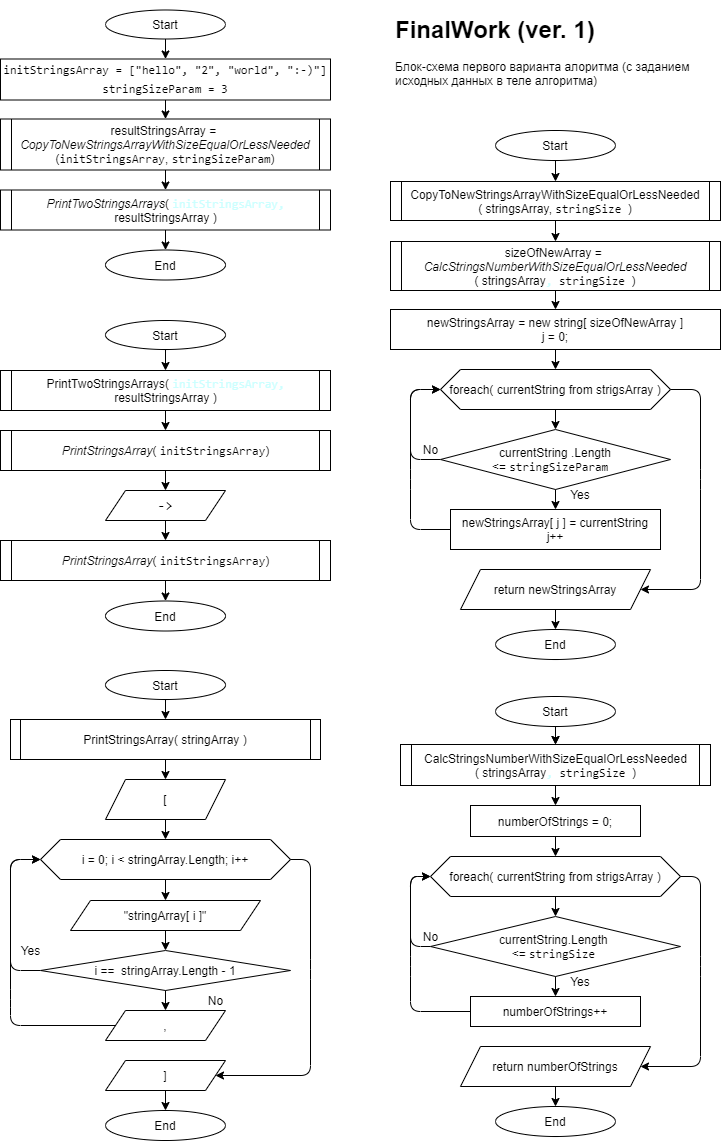 Start
initStringsArray = ["hello", "2", "world", ":-)"]
stringSizeParam = 3
resultStringsArray =
CopyToNewStringsArrayWithSizeEqualOrLessNeeded
(initStringsArray, stringSizeParam)
PrintTwoStringsArrays( initStringsArray,
resultStringsArray )
End
Start
PrintTwoStringsArrays( initStringsArray,
resultStringsArray )
PrintStringsArray( initStringsArray)
->
PrintStringsArray( initStringsArray)
End
Start
PrintStringsArray( stringArray )
[
i = 0; i < stringArray.Length; i++
"stringArray[ i ]"
Yes
i == stringArray.Length - 1
No
,
]
End
FinalWork (ver. 1)
Блок-схема первого варианта алоритма (с заданием
исходных данных в теле алгоритма)
Start
CopyToNewStringsArrayWithSizeEqualOrLessNeeded
( stringsArray, stringSize )
sizeOfNewArray =
CalcStringsNumberWithSizeEqualOrLessNeeded
( stringsArray, stringSize )
newStringsArray = new string[ sizeOfNewArray ]
j = 0;
foreach( currentString from strigsArray )
No
currentString .Length
<= stringSizeParam
Yes
newStringsArray[ j ] = currentString
j++
return newStringsArray
End
Start
CalcStringsNumberWithSizeEqualOrLessNeeded
( stringsArray, stringSize )
numberOfStrings = 0;
foreach( currentString from strigsArray )
No
currentString.Length
<= stringSize
Yes
numberOfStrings++
return numberOfStrings
End